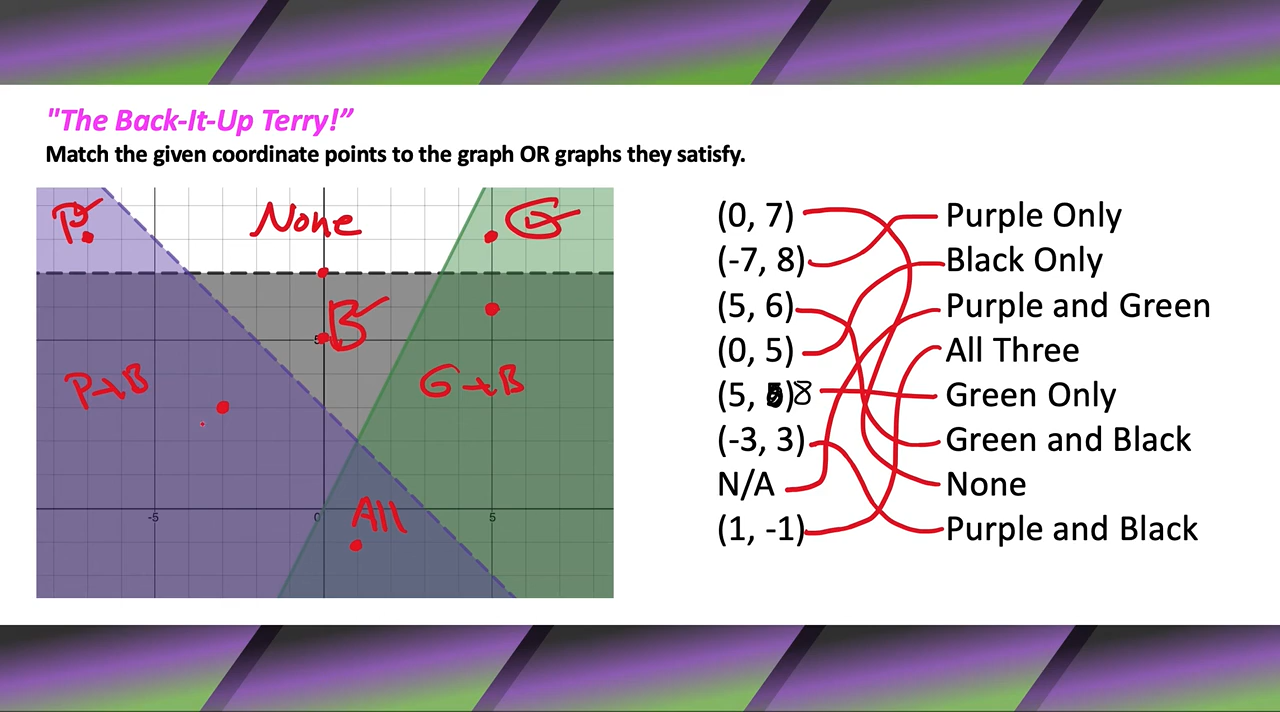 "The Back-It-Up Terry!”
Match the given coordinate points to the graph OR graphs they satisfy.
P
None
G
B
5
P+B
G+B
All
-5
0
5
(0, 7) Purple Only
(-7, 8) Black Only
(5, 6) Purple and Green
(0, 5) All Three
(5, )8 Green Only
(-3, 3) Green and Black
N/A None
(1, -1) Purple and Black